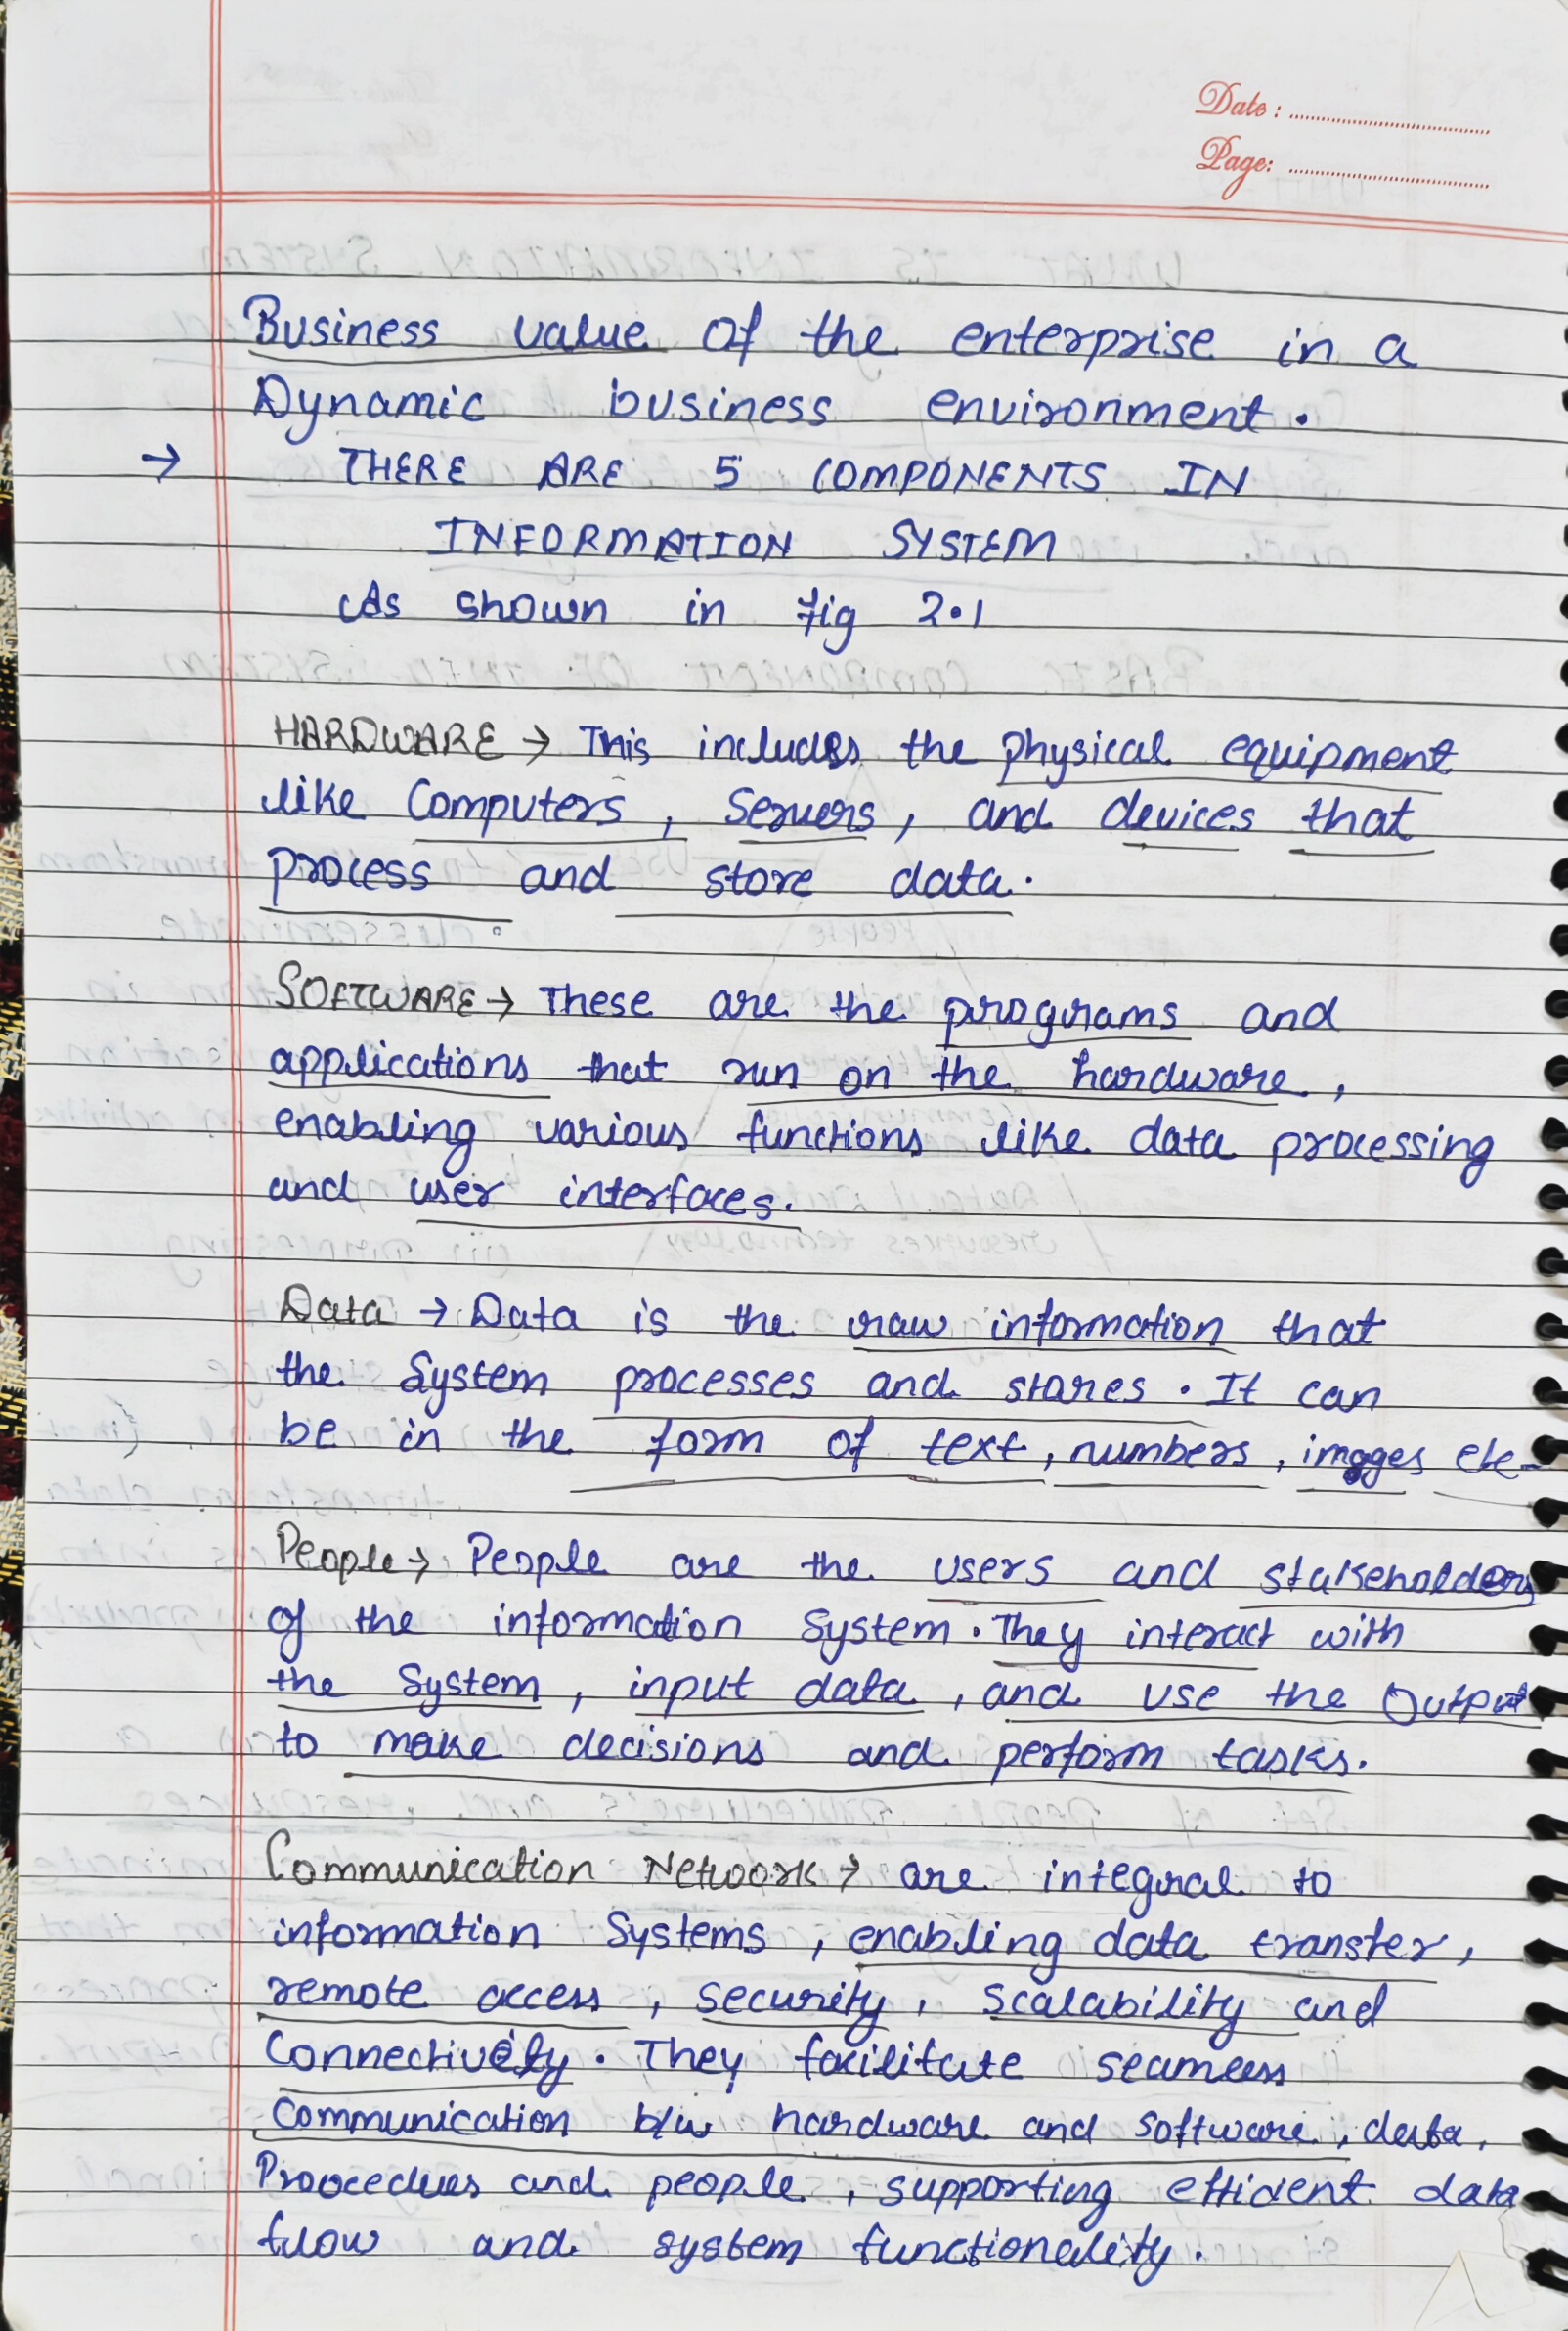 Date :
Page:
Business value of the enterprise in a
Dynamic business environment.
→ THERE ARE 5 COMPONENTS IN
INFORMATION SYSTEM
As shown in fig 2.1
HARDWARE → This includes the physical equipment
like Computers, Servers, and devices that
process and store data.
SOFTWARE → These are the programs and
applications that run on the hardware,
enabling various functions like data processing
and user interfaces.
Data → Data is the raw information that
the System processes and stores. It can
be in the form of text, numbers, images etc-
People → People are the users and stakeholders
of the information System. They interact with
the System, input data, and use the Output
to make decisions and perform tasks.
Communication Network → are integral to
information Systems, enabling data transfer,
remote access, security, scalability and
Connectivity. They facilitate seamless
communication b/w hardware and software, data,
Proocedues and people, supporting efficient data
flow and system functionality.